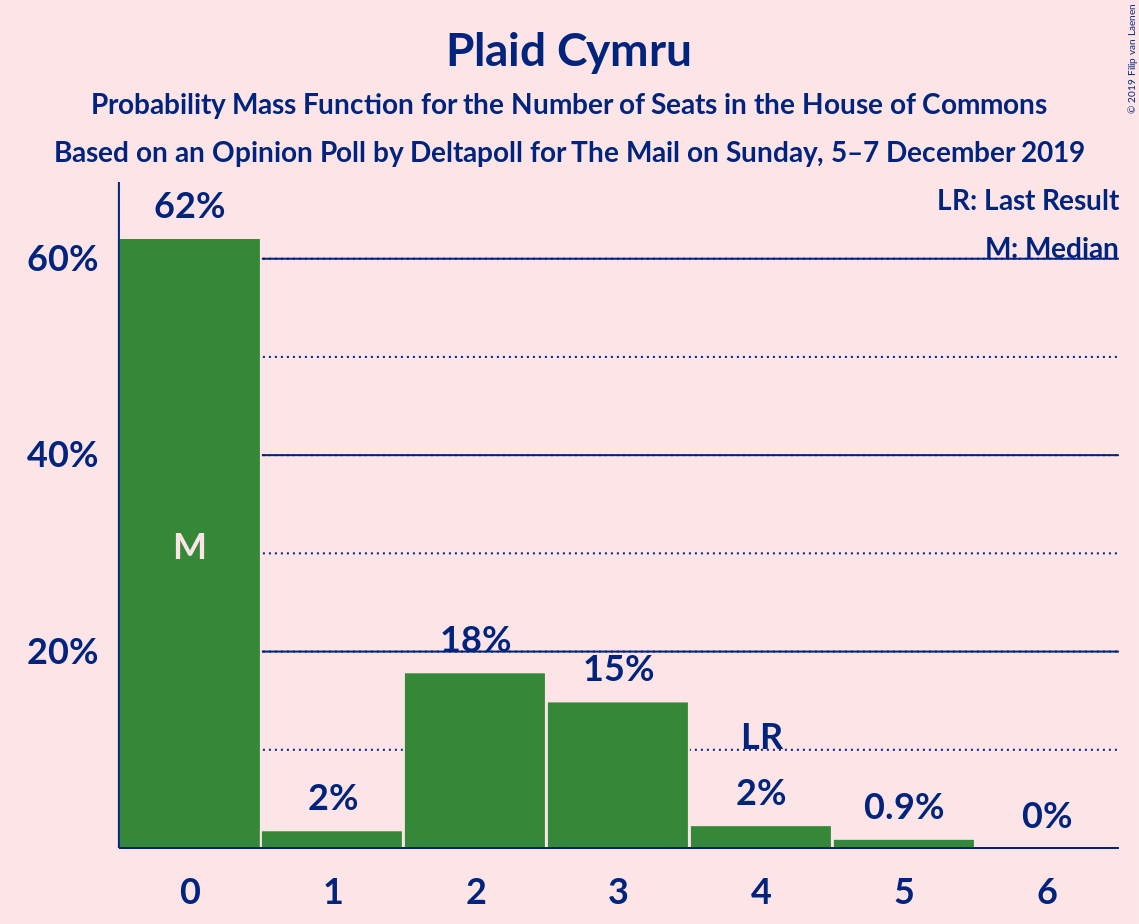 Plaid Cymru
Probability Mass Function for the Number of Seats in the House of Commons
Based on an Opinion Poll by Deltapoll for The Mail on Sunday, 5–7 December 2019
© 2019 Filip van Laenen
LR: Last Result
M: Median
62%
60%
40%
M
20%
18%
15%
LR
2%
2%
0.9%
0%
0 1 2 3 4 5 6